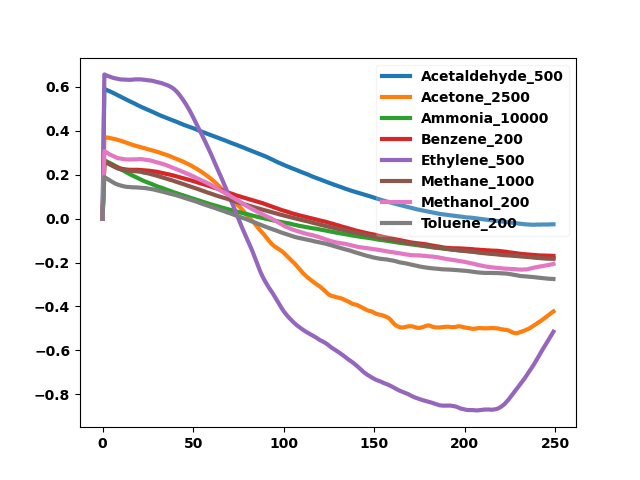 0.6
0.4
0.2
0.0
−0.2
−0.4
−0.6
−0.8
0
50
100
150
200
250
Acetaldehyde_500
Acetone_2500
Ammonia_10000
Benzene_200
Ethylene_500
Methane_1000
Methanol_200
Toluene_200